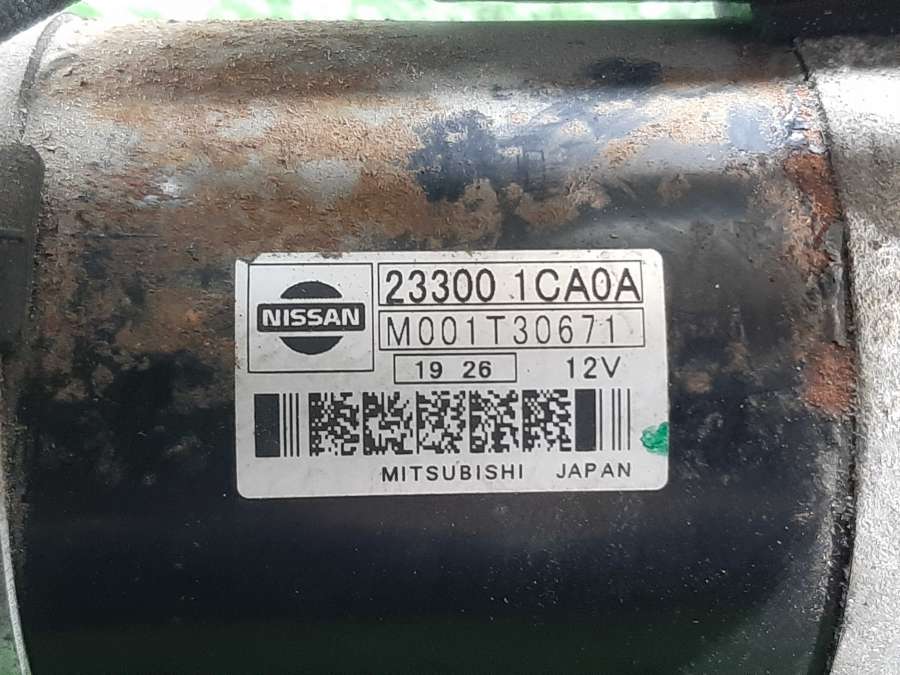 NISSAN
23300 1CA0A
M001T30671
19 26
12V
MITSUBISHI JAPAN